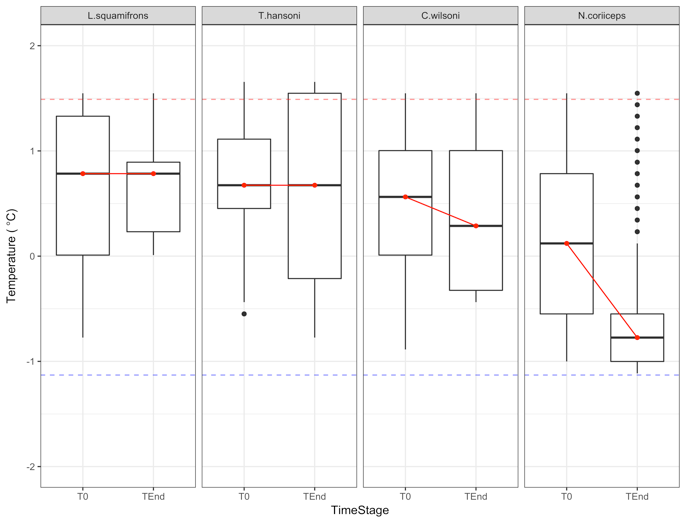 L.squamifrons T.hansoni C.wilsoni N.coriiceps
2
1
0
-1
-2
Temperature ( °C)
T0 TEnd T0 TEnd T0 TEnd T0 TEnd
TimeStage